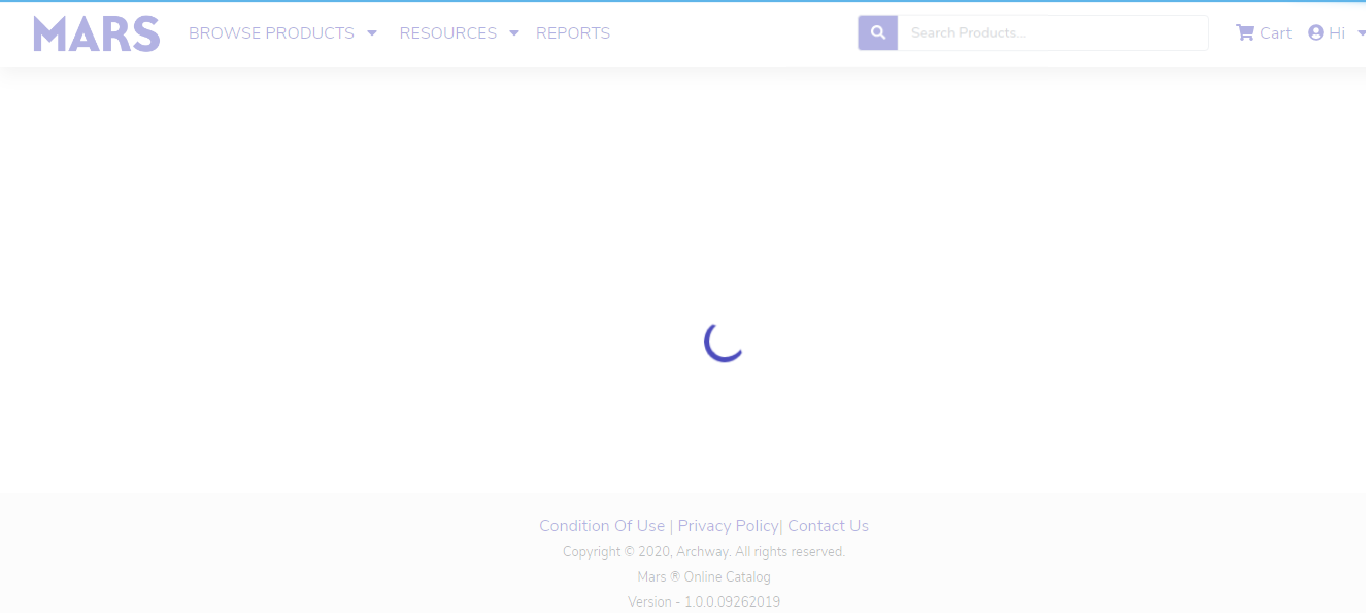 MARS BROWSE PRODUCTS RESOURCES REPORTS Search Products... Cart Hi
Condition Of Use | Privacy Policy| Contact Us
Copyright © 2020, Archway. All rights reserved.
Mars ® Online Catalog
Version - 1.0.0.09262019